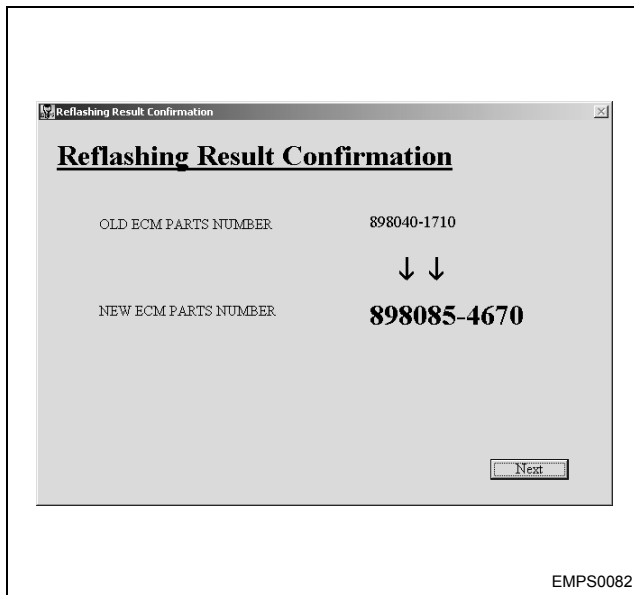 Reflashing Result Confirmation
Reflashing Result Confirmation
OLD ECM PARTS NUMBER 898040-1710
↓ ↓
NEW ECM PARTS NUMBER 898085-4670
Next
EMPS0082